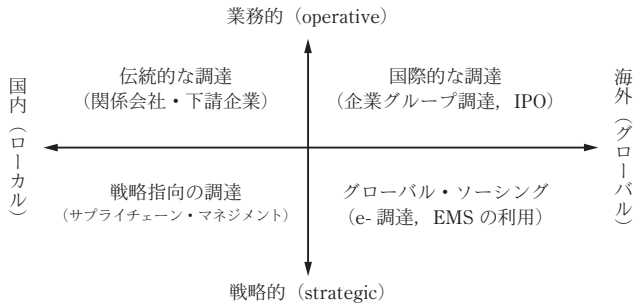 業務的（operative）
伝統的な調達
（関係会社・下請企業）
国際的な調達
（企業グループ調達，IPO）
国内（ローカル）
海外（グローバル）
戦略指向の調達
（サプライチェーン・マネジメント）
グローバル・ソーシング
（e- 調達，EMS の利用）
戦略的（strategic）